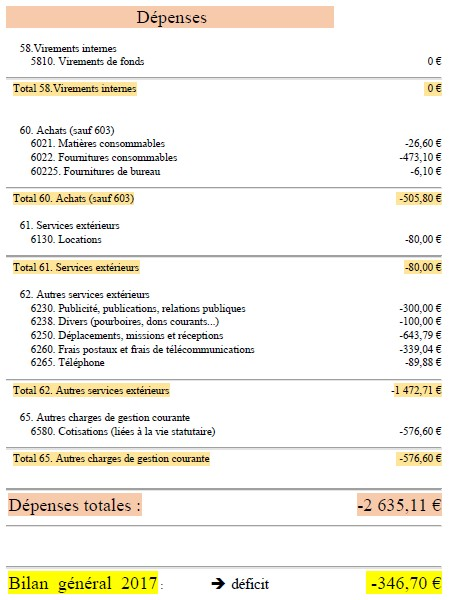 Dépenses
58.Virements internes
5810. Virements de fonds 0 €
Total 58.Virements internes 0 €
60. Achats (sauf 603)
6021. Matières consommables -26,60 €
6022. Fournitures consommables -473,10 €
60225. Fournitures de bureau -6,10 €
Total 60. Achats (sauf 603) -505,80 €
61. Services extérieurs
6130. Locations -80,00 €
Total 61. Services extérieurs -80,00 €
62. Autres services extérieurs
6230. Publicité, publications, relations publiques -300,00 €
6238. Divers (pourboires, dons courants...) -100,00 €
6250. Déplacements, missions et réceptions -643,79 €
6260. Frais postaux et frais de télécommunications -339,04 €
6265. Téléphone -89,88 €
Total 62. Autres services extérieurs -1 472,71 €
65. Autres charges de gestion courante
6580. Cotisations (liées à la vie statutaire) -576,60 €
Total 65. Autres charges de gestion courante -576,60 €
Dépenses totales : -2 635,11 €
Bilan général 2017 : ➔ déficit -346,70 €